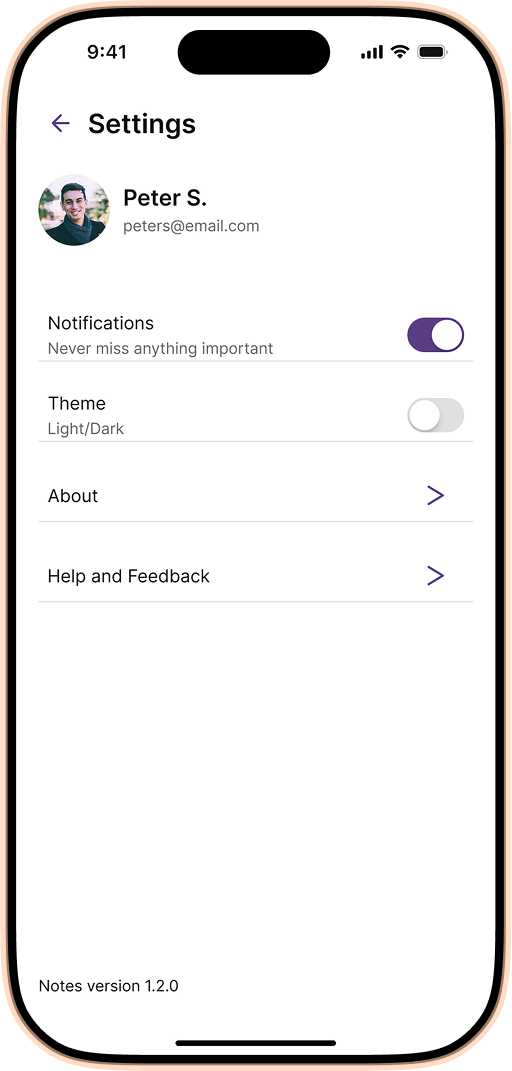 9:41
Settings
Peter S.
peters@email.com
Notifications
Never miss anything important
Theme
Light/Dark
About
Help and Feedback
Notes version 1.2.0